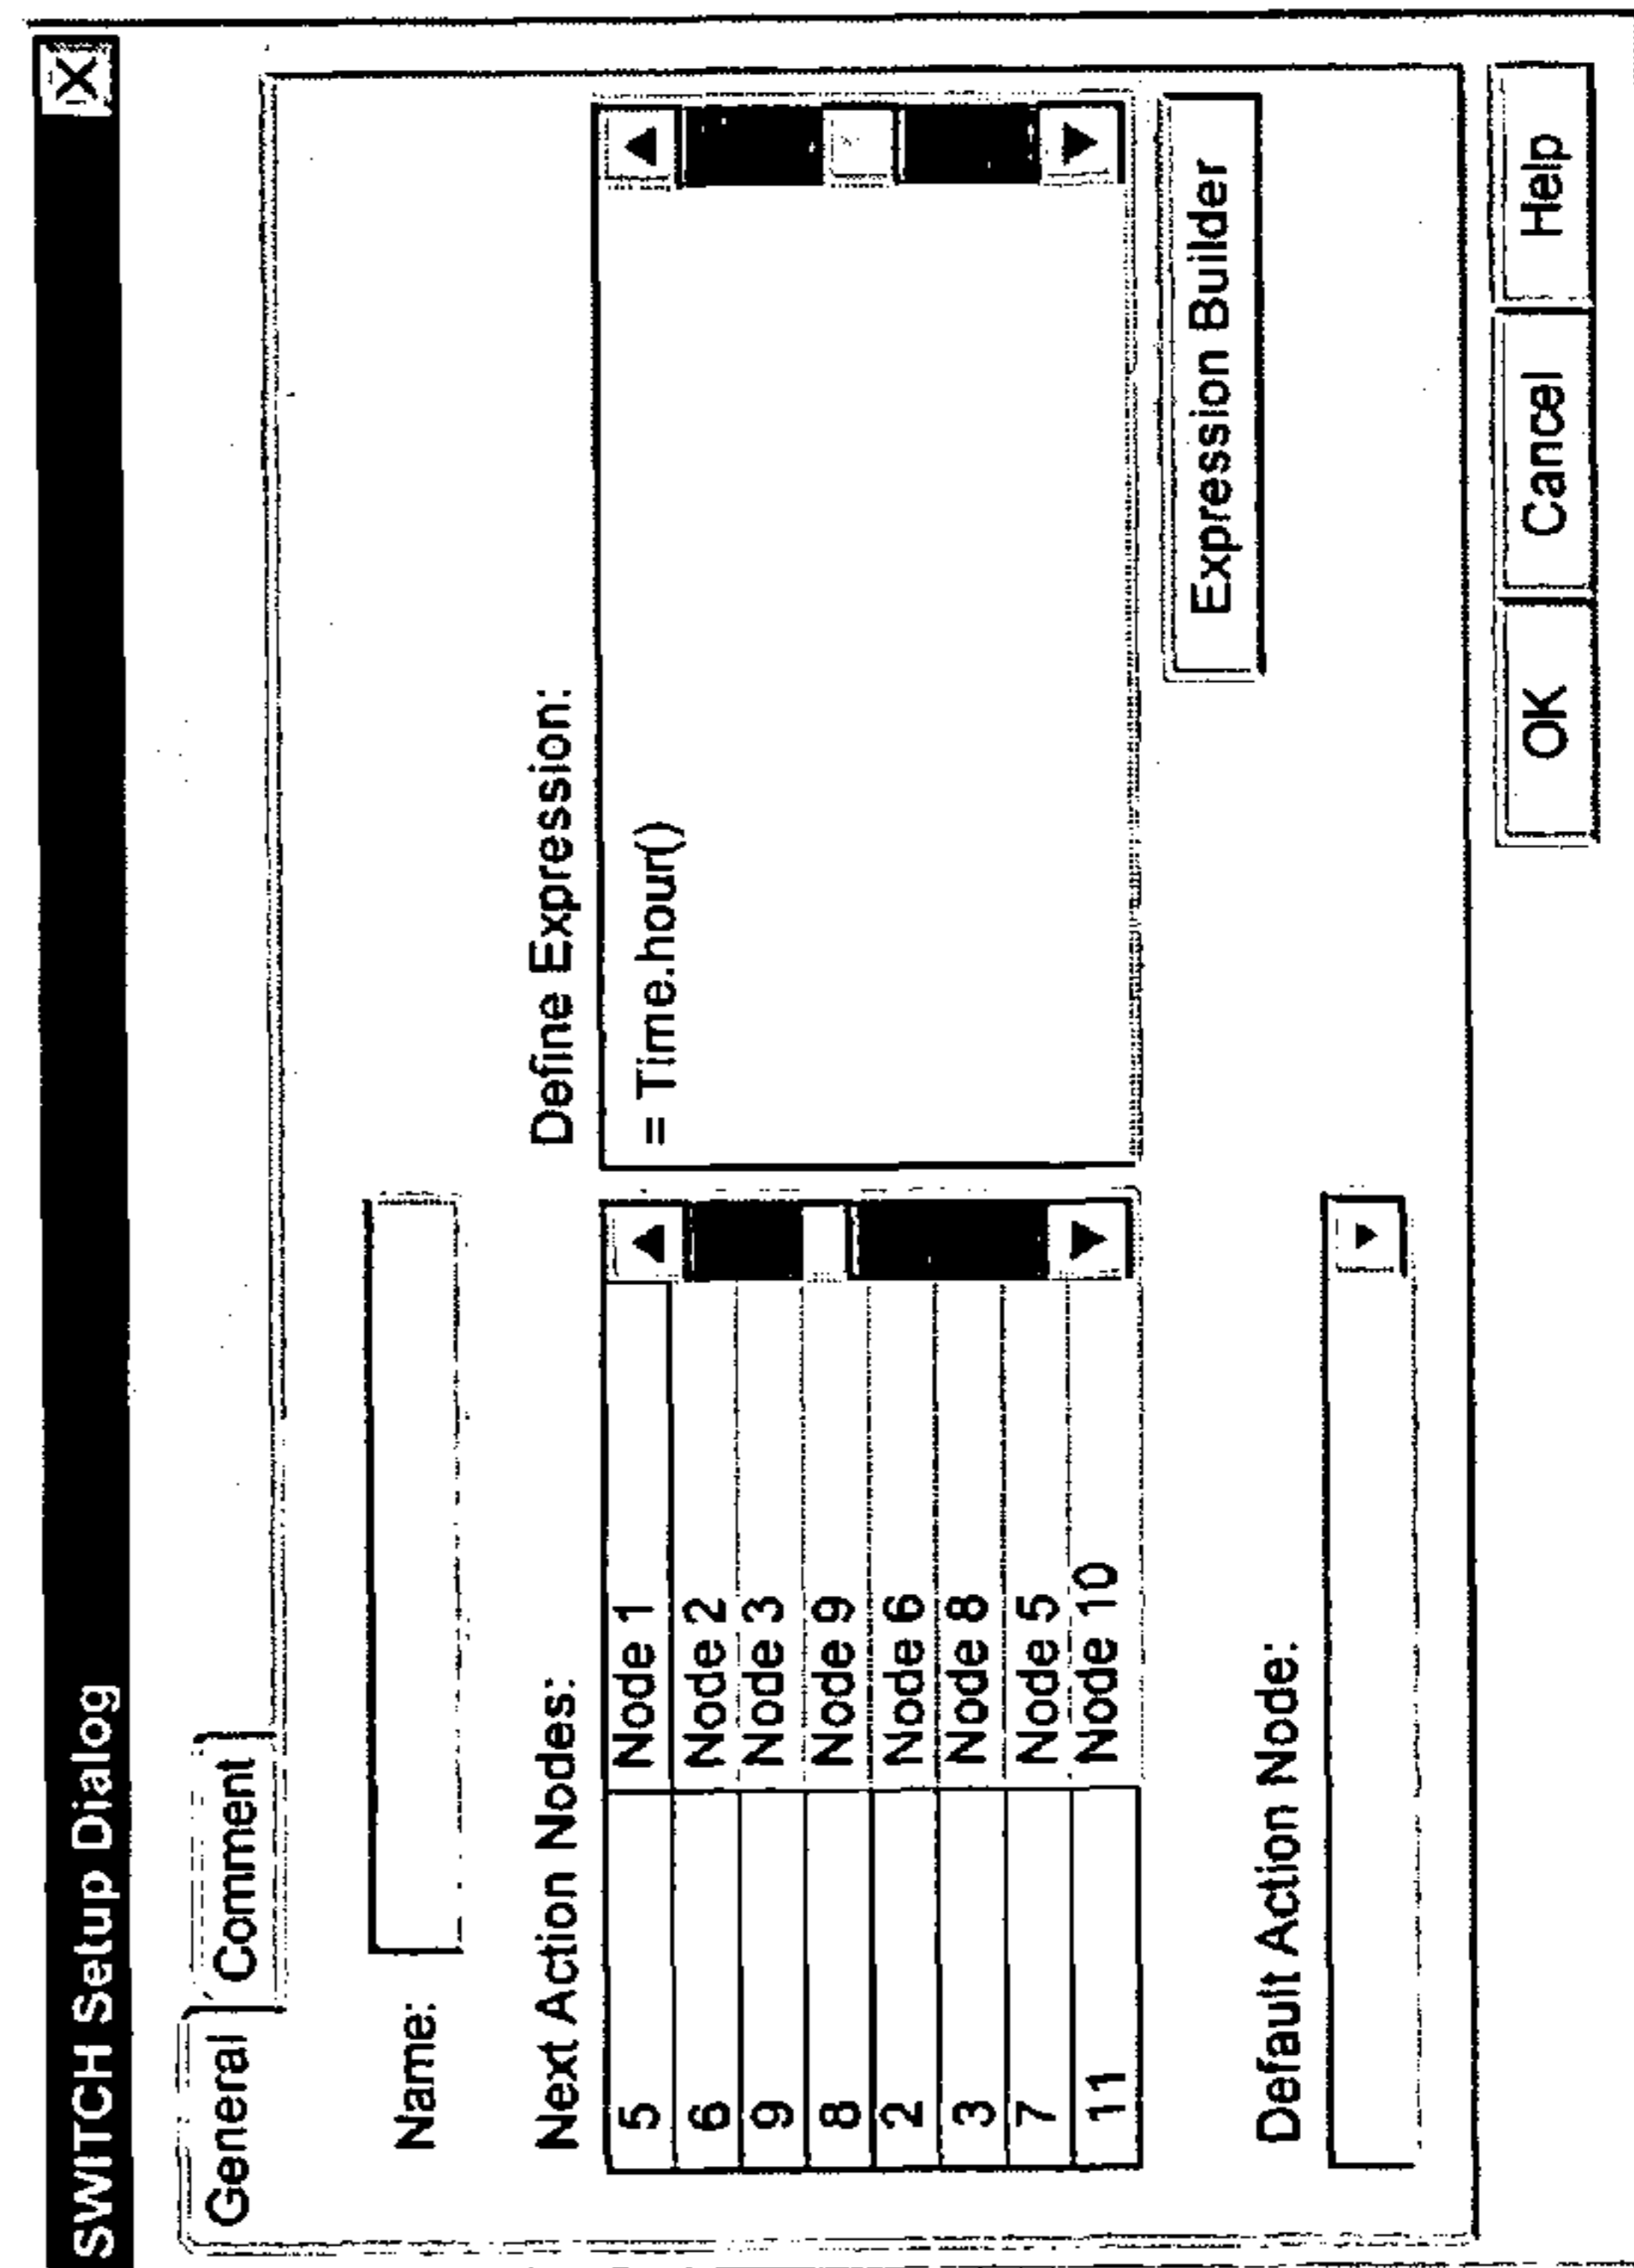 SWITCH Setup Dialog
X
General Comment
Name:
Next Action Nodes:
Define Expression:
5 Node 1
6 Node 2
9 Node 3
8 Node 9
2 Node 6
3 Node 8
7 Node 5
11 Node 10
= Time.hour()
Expression Builder
Default Action Node:
OK Cancel Help